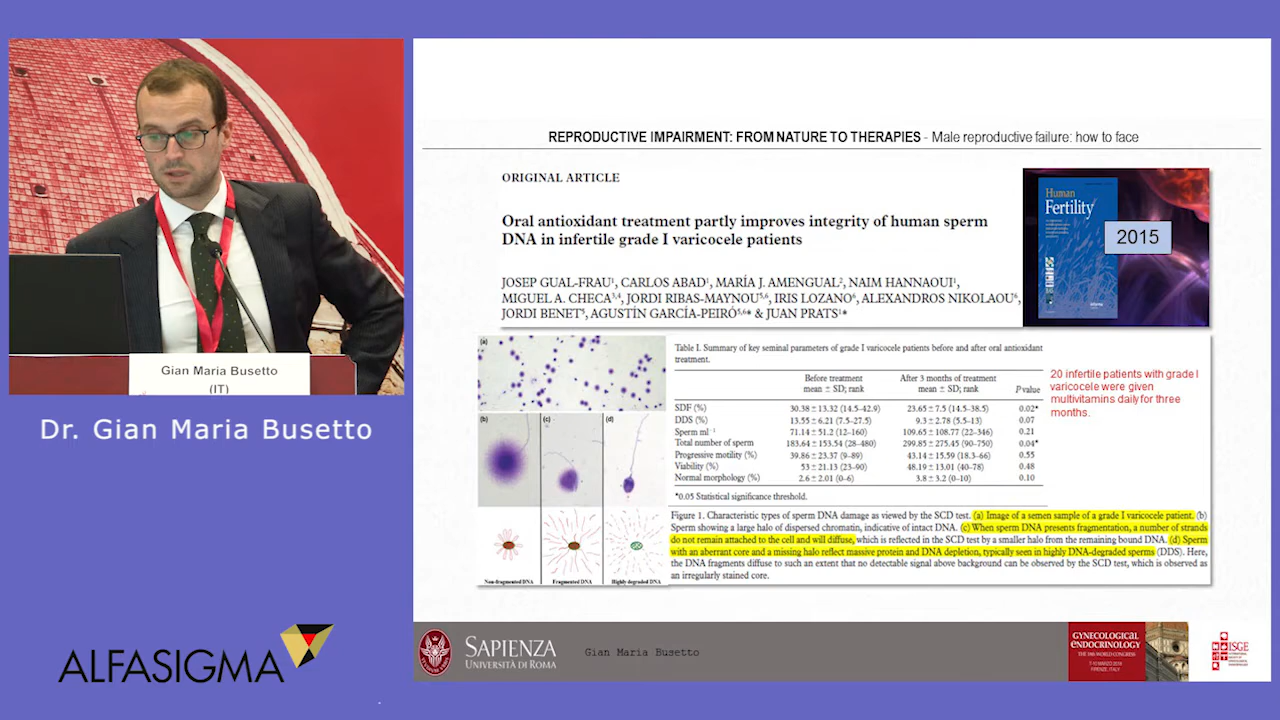 REPRODUCTIVE IMPAIRMENT: FROM NATURE TO THERAPIES - Male reproductive failure: how to face
ORIGINAL ARTICLE
Oral antioxidant treatment partly improves integrity of human sperm
DNA in infertile grade I varicocele patients
JOSEP GUAL-FRAU¹, CARLOS ABAD¹, MARÍA J. AMENGUAL², NAIM HANNAOUI¹,
MIGUEL A. CHECA³,⁴, JORDI RIBAS-MAYNOU⁵,⁶, IRIS LOZANO⁶, ALEXANDROS NIKOLAOU⁶,
JORDI BENET⁵, AGUSTÍN GARCÍA-PEIRÓ⁵,⁶* & JUAN PRATS¹*
Human
Fertility
2015
(a)
(b)
(c)
(d)
Non-fragmented DNA
Fragmented DNA
Highly degraded DNA
Table I. Summary of key seminal parameters of grade I varicocele patients before and after oral antioxidant
treatment.
Before treatment After 3 months of treatment
mean ± SD; rank mean ± SD; rank P value
SDF (%) 30.38 ± 13.32 (14.5–42.9) 23.65 ± 7.5 (14.5–38.5) 0.02*
DDS (%) 13.55 ± 6.21 (7.5–27.5) 9.3 ± 2.78 (5.5–13) 0.07
Sperm ml⁻¹ 71.14 ± 51.2 (12–160) 109.65 ± 108.77 (22–346) 0.21
Total number of sperm 183.64 ± 153.54 (28–480) 299.85 ± 275.45 (90–750) 0.04*
Progressive motility (%) 39.86 ± 23.37 (9–89) 43.14 ± 15.59 (18.3–66) 0.55
Viability (%) 53 ± 21.13 (23–90) 48.19 ± 13.01 (40–78) 0.48
Normal morphology (%) 2.6 ± 2.01 (0–6) 3.8 ± 3.2 (0–10) 0.10
*0.05 Statistical significance threshold.
20 infertile patients with grade I
varicocele were given
multivitamins daily for three
months.
Figure 1. Characteristic types of sperm DNA damage as viewed by the SCD test. (a) Image of a semen sample of a grade I varicocele patient. (b)
Sperm showing a large halo of dispersed chromatin, indicative of intact DNA. (c) When sperm DNA presents fragmentation, a number of strands
do not remain attached to the cell and will diffuse, which is reflected in the SCD test by a smaller halo from the remaining bound DNA. (d) Sperm
with an aberrant core and a missing halo reflect massive protein and DNA depletion, typically seen in highly DNA-degraded sperms (DDS). Here,
the DNA fragments diffuse to such an extent that no detectable signal above background can be observed by the SCD test, which is observed as
an irregularly stained core.
Gian Maria Busetto
(IT)
Dr. Gian Maria Busetto
ALFASIGMA
SAPIENZA
UNIVERSITÀ DI ROMA
Gian Maria Busetto
GYNECOLOGICAL
ENDOCRINOLOGY
THE 18th WORLD CONGRESS
FIRENZE, ITALY
ISGE